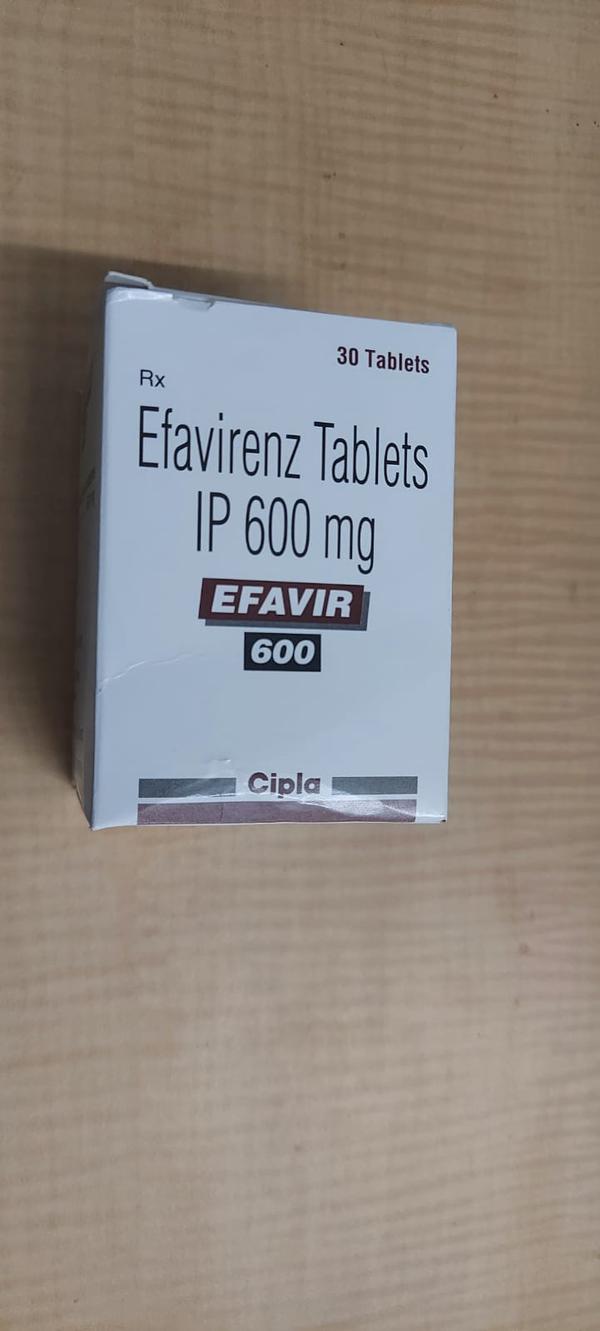 30 Tablets
Rx
Efavirenz Tablets
IP 600 mg
EFAVIR
600
Cipla